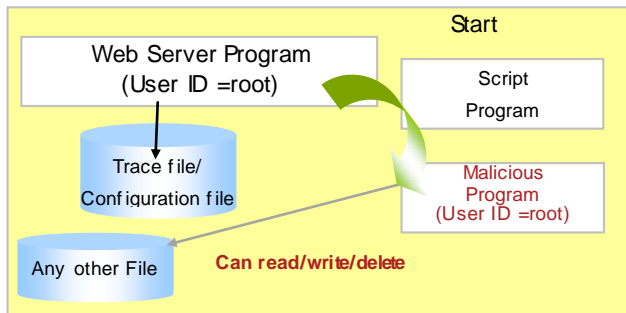 Start
Web Server Program
(User ID =root)
Script
Program
Trace file/
Configuration file
Malicious
Program
(User ID =root)
Any other File
Can read/write/delete